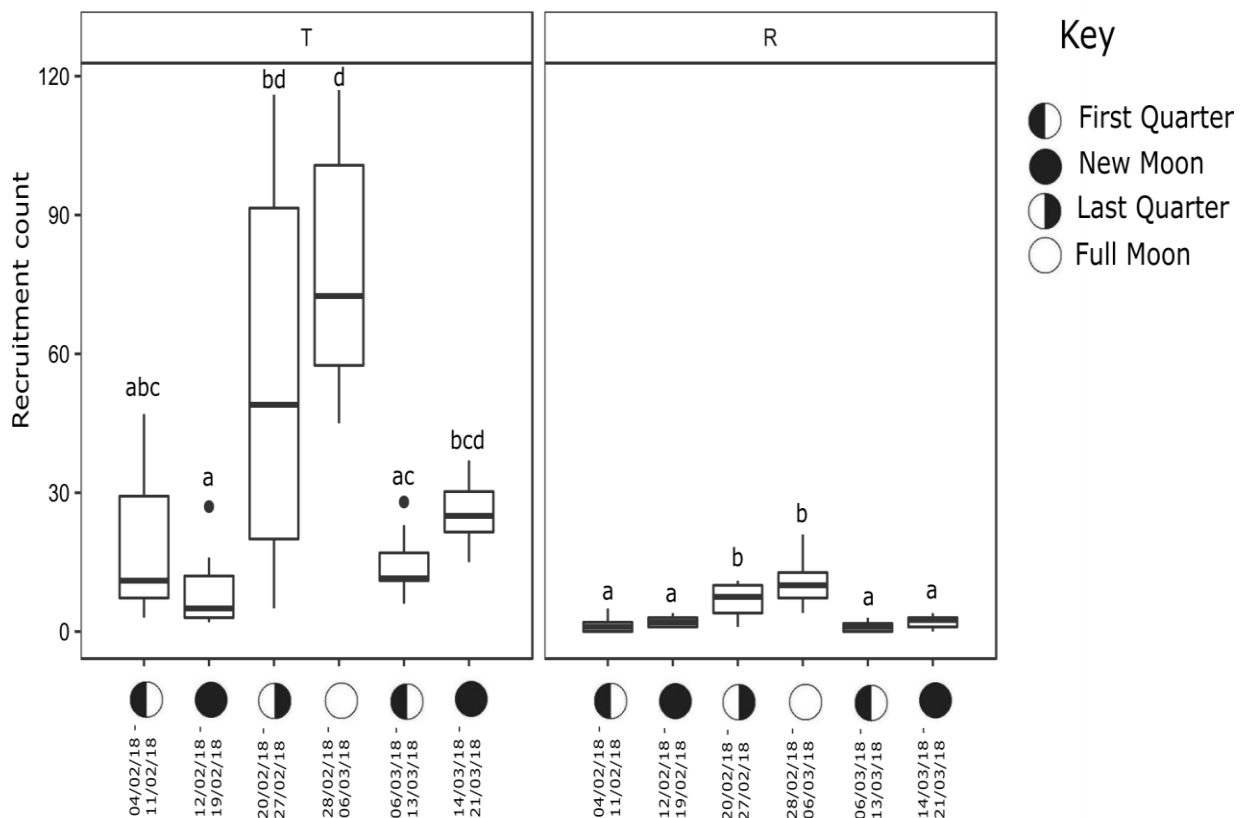 T
R
Key
First Quarter
New Moon
Last Quarter
Full Moon
Recruitment count
120
90
60
30
0
abc
a
bd
d
ac
bcd
a
a
b
b
a
a
04/02/18 -
11/02/18
12/02/18 -
19/02/18
20/02/18 -
27/02/18
28/02/18 -
06/03/18
06/03/18 -
13/03/18
14/03/18 -
21/03/18
04/02/18 -
11/02/18
12/02/18 -
19/02/18
20/02/18 -
27/02/18
28/02/18 -
06/03/18
06/03/18 -
13/03/18
14/03/18 -
21/03/18